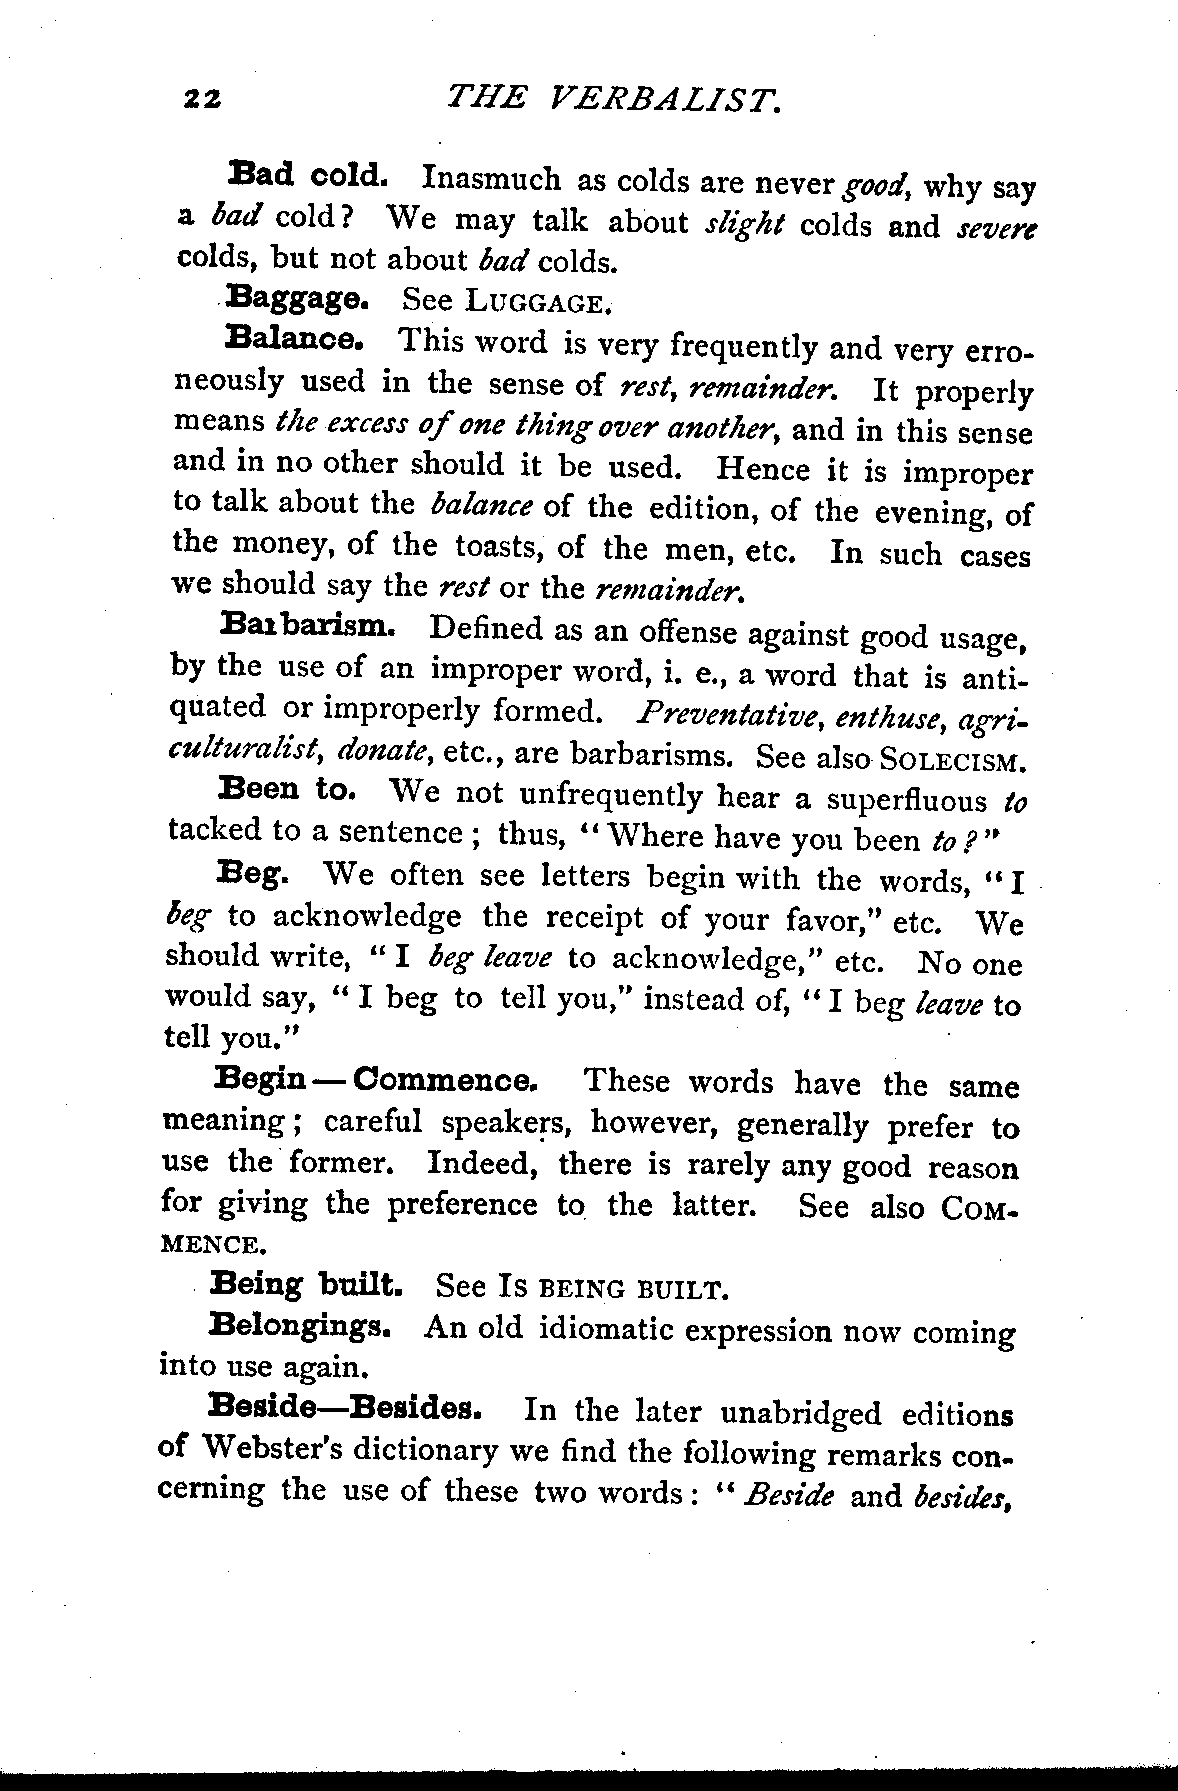 22 THE VERBALIST.
Bad cold. Inasmuch as colds are never good, why say
a bad cold? We may talk about slight colds and severe
colds, but not about bad colds.
Baggage. See LUGGAGE.
Balance. This word is very frequently and very erro-
neously used in the sense of rest, remainder. It properly
means the excess of one thing over another, and in this sense
and in no other should it be used. Hence it is improper
to talk about the balance of the edition, of the evening, of
the money, of the toasts, of the men, etc. In such cases
we should say the rest or the remainder.
Barbarism. Defined as an offense against good usage,
by the use of an improper word, i. e., a word that is anti-
quated or improperly formed. Preventative, enthuse, agri-
culturalist, donate, etc., are barbarisms. See also SOLECISM.
Been to. We not unfrequently hear a superfluous to
tacked to a sentence; thus, "Where have you been to?"
Beg. We often see letters begin with the words, "I
beg to acknowledge the receipt of your favor," etc. We
should write, "I beg leave to acknowledge," etc. No one
would say, "I beg to tell you," instead of, "I beg leave to
tell you."
Begin—Commence. These words have the same
meaning; careful speakers, however, generally prefer to
use the former. Indeed, there is rarely any good reason
for giving the preference to the latter. See also COM-
MENCE.
Being built. See IS BEING BUILT.
Belongings. An old idiomatic expression now coming
into use again.
Beside—Besides. In the later unabridged editions
of Webster's dictionary we find the following remarks con-
cerning the use of these two words: "Beside and besides,